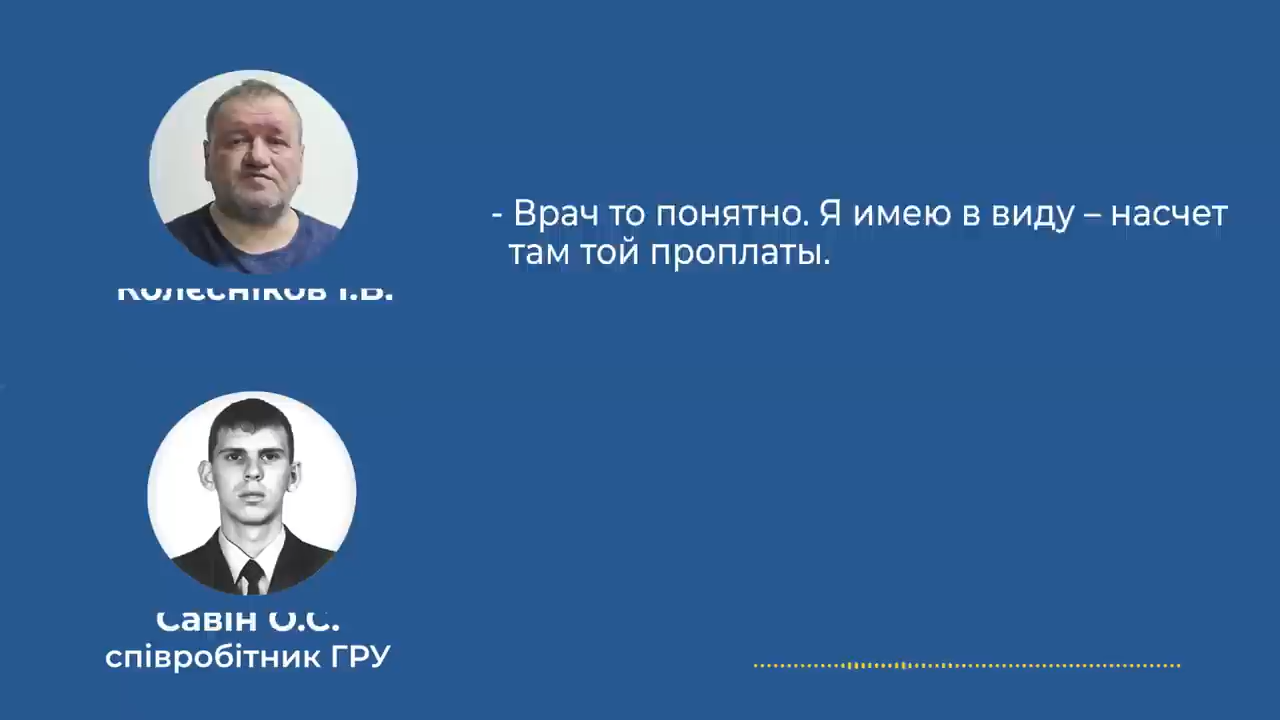 - Врач то понятно. Я имею в виду – насчет
там той проплаты.
Колесніков І.В.
Савін О.С.
співробітник ГРУ